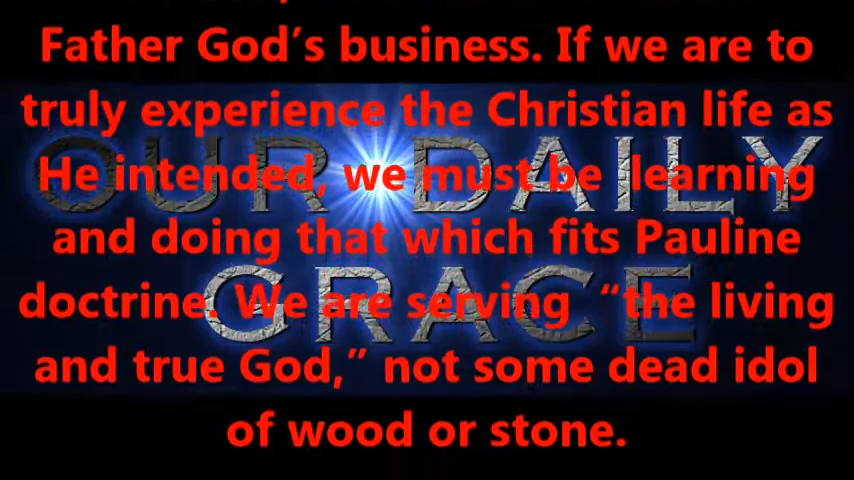 Father God’s business. If we are to
truly experience the Christian life as
He intended, we must be learning
and doing that which fits Pauline
doctrine. We are serving “the living
and true God,” not some dead idol
of wood or stone.
OUR DAILY
GRACE